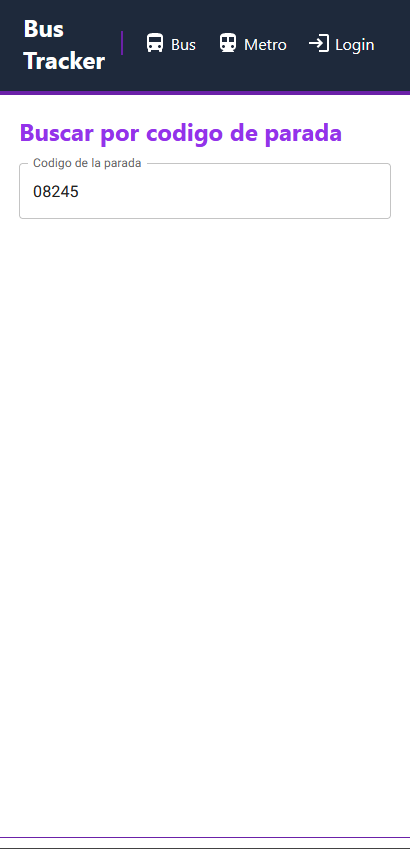 Bus
Tracker
Bus
Metro
Login
Buscar por codigo de parada
Codigo de la parada
08245